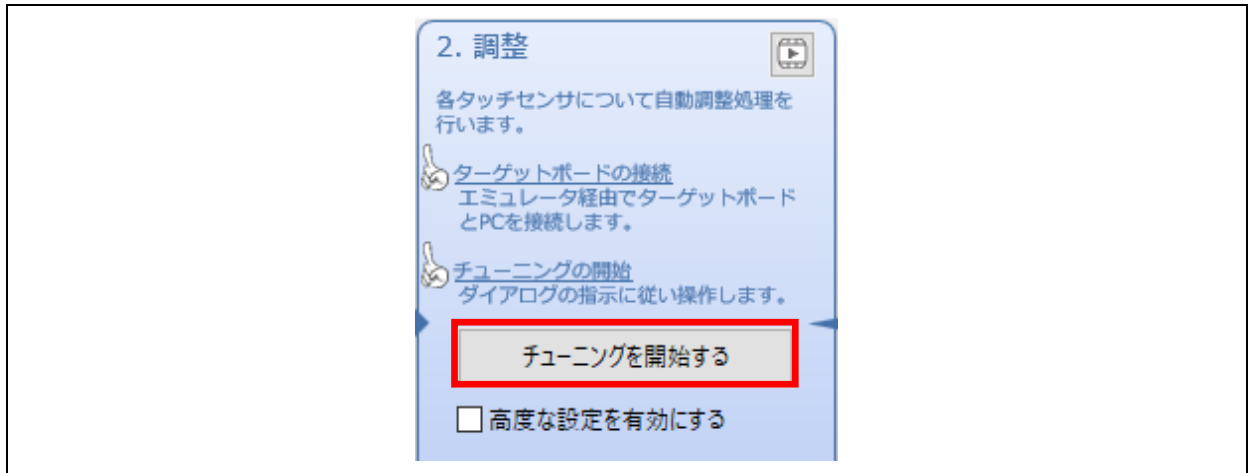 2. 調整
各タッチセンサについて自動調整処理を
行います。
ターゲットボードの接続
エミュレータ経由でターゲットボード
とPCを接続します。
チューニングの開始
ダイアログの指示に従い操作します。
チューニングを開始する
高度な設定を有効にする